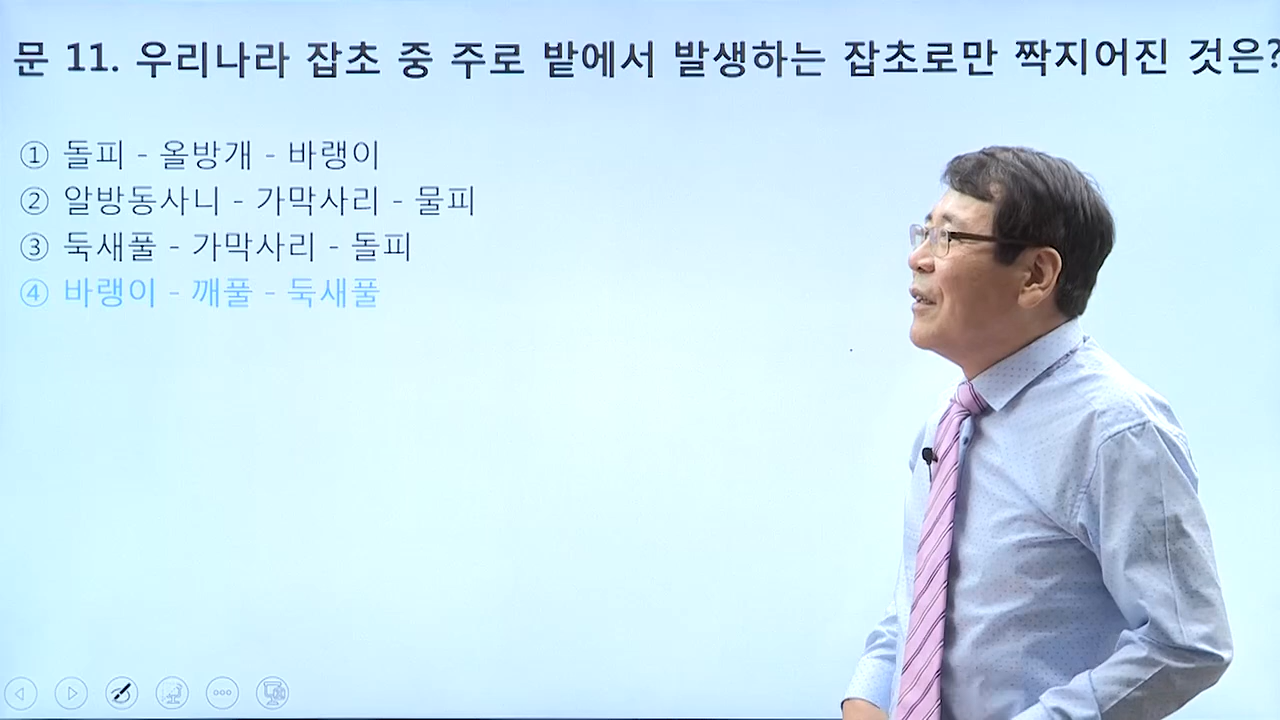 문 11. 우리나라 잡초 중 주로 밭에서 발생하는 잡초로만 짝지어진 것은?
① 돌피 - 올방개 - 바랭이
② 알방동사니 - 가막사리 - 물피
③ 둑새풀 - 가막사리 - 돌피
④ 바랭이 - 깨풀 - 둑새풀